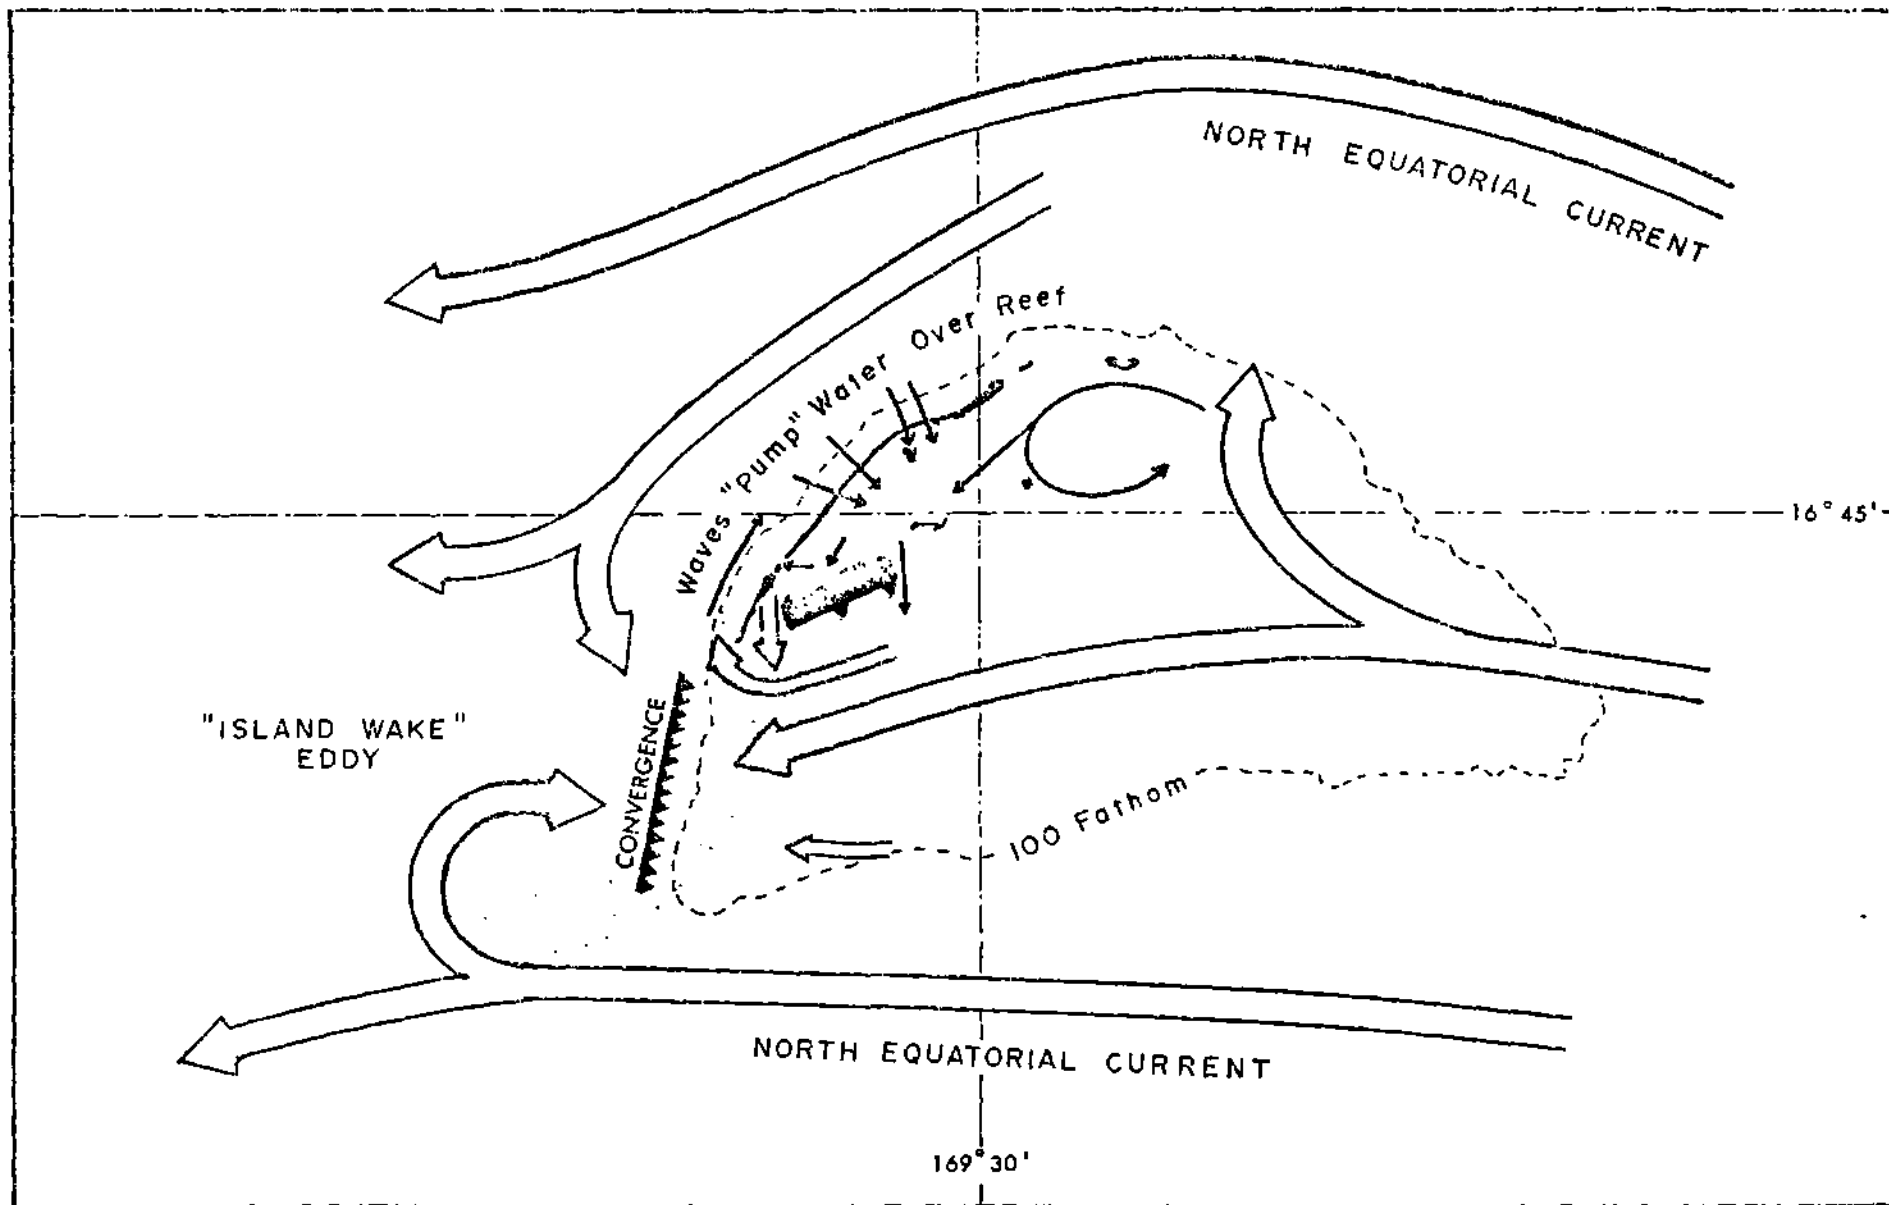 NORTH EQUATORIAL CURRENT
Waves "Pump" Water Over Reef
16° 45'
"ISLAND WAKE"
EDDY
CONVERGENCE
100 Fathom
NORTH EQUATORIAL CURRENT
169° 30'